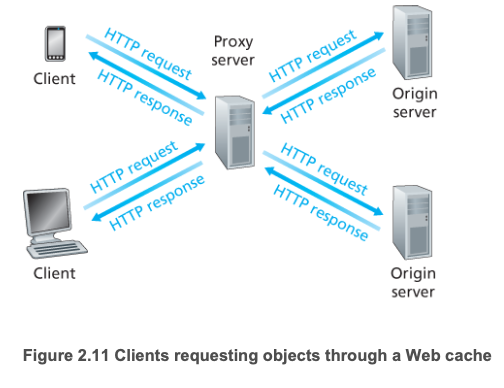 Client
HTTP request
HTTP response
Proxy
server
HTTP request
HTTP response
Origin
server
Client
HTTP request
HTTP response
HTTP request
HTTP response
Origin
server
Figure 2.11 Clients requesting objects through a Web cache